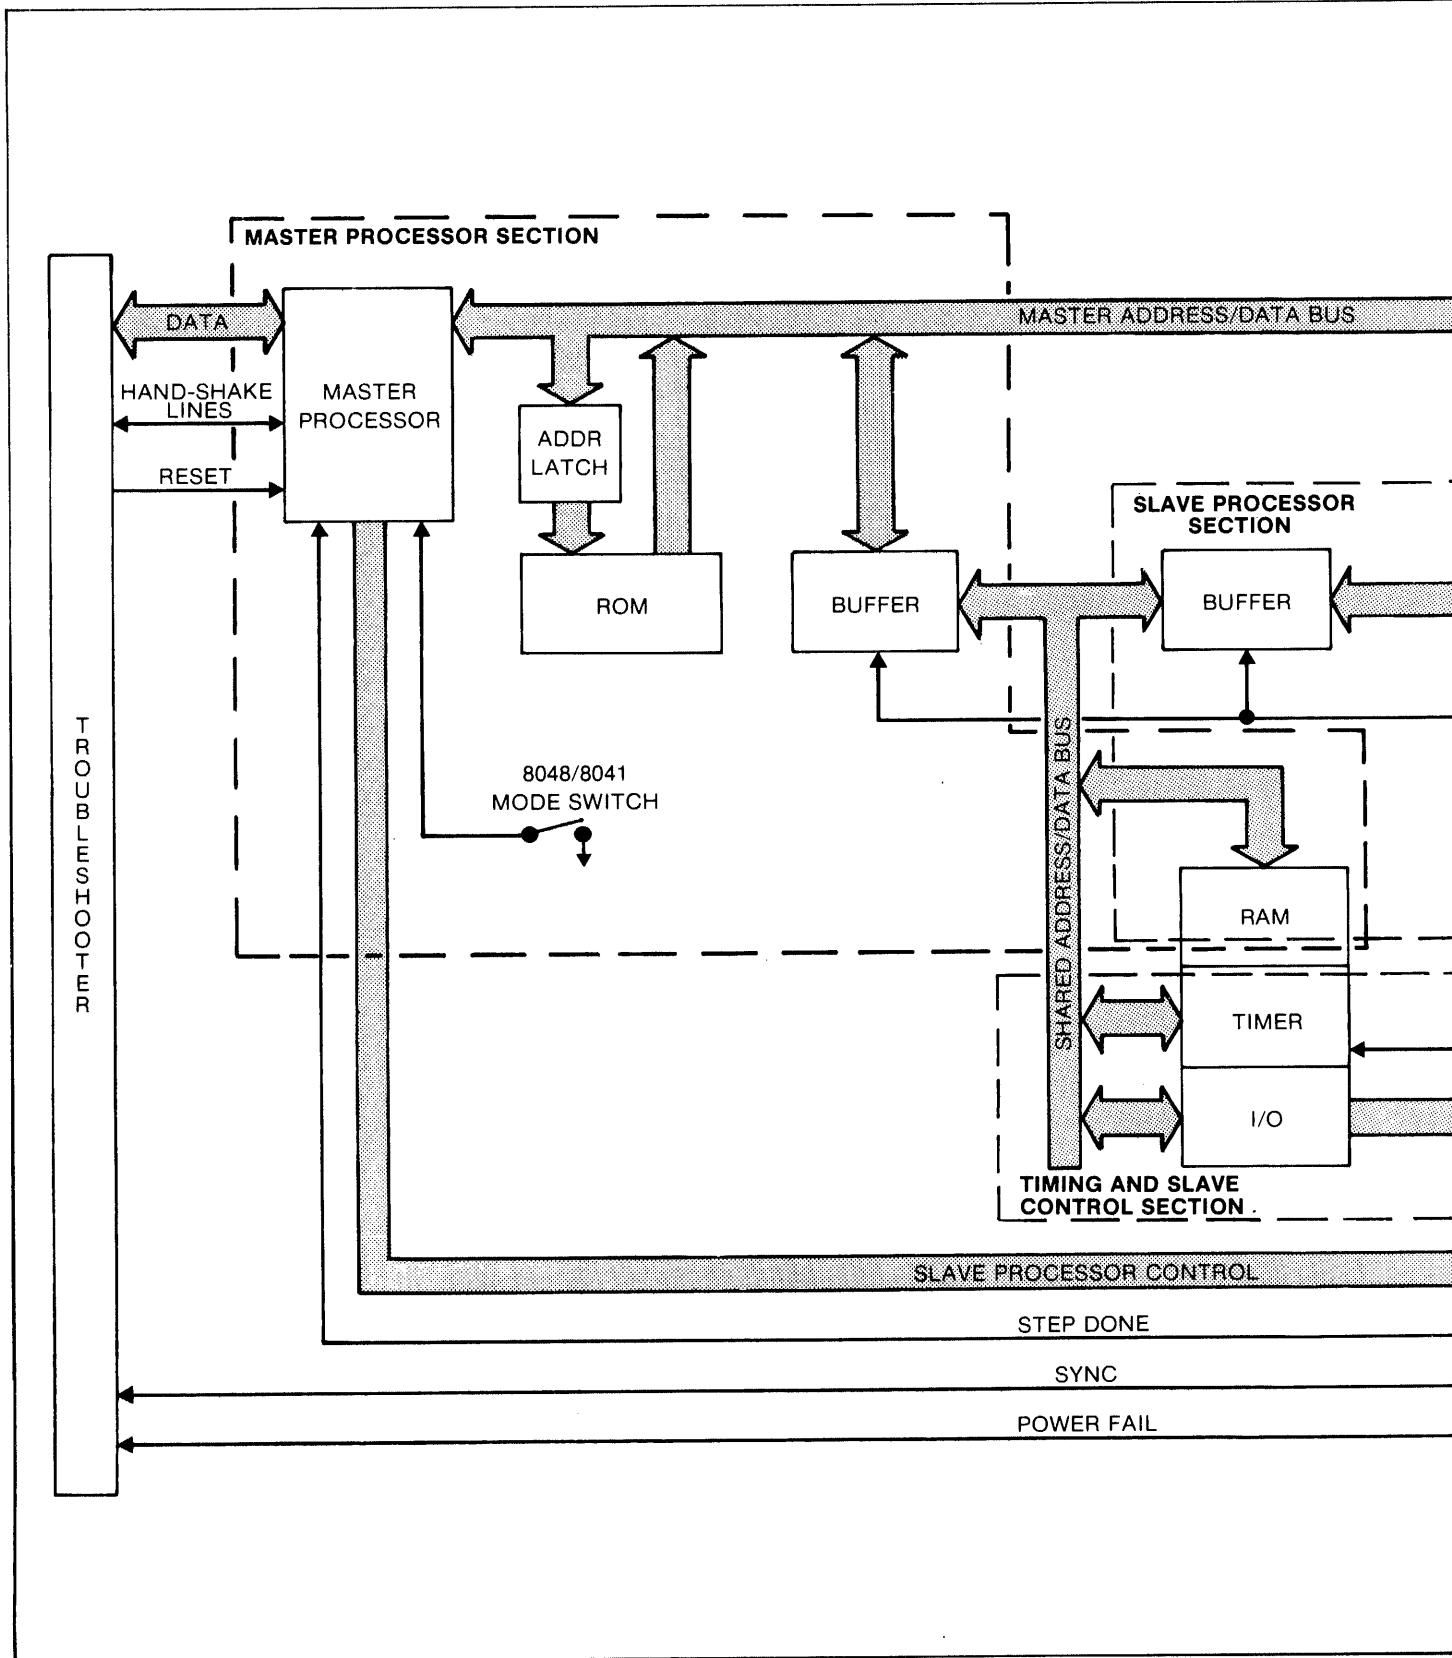 MASTER PROCESSOR SECTION
DATA
MASTER ADDRESS/DATA BUS
HAND-SHAKE
LINES
MASTER
PROCESSOR
ADDR
LATCH
RESET
SLAVE PROCESSOR
SECTION
ROM
BUFFER
BUFFER
TROUBLESHOOTER
8048/8041
MODE SWITCH
SHARED ADDRESS/DATA BUS
RAM
TIMER
I/O
TIMING AND SLAVE
CONTROL SECTION
SLAVE PROCESSOR CONTROL
STEP DONE
SYNC
POWER FAIL